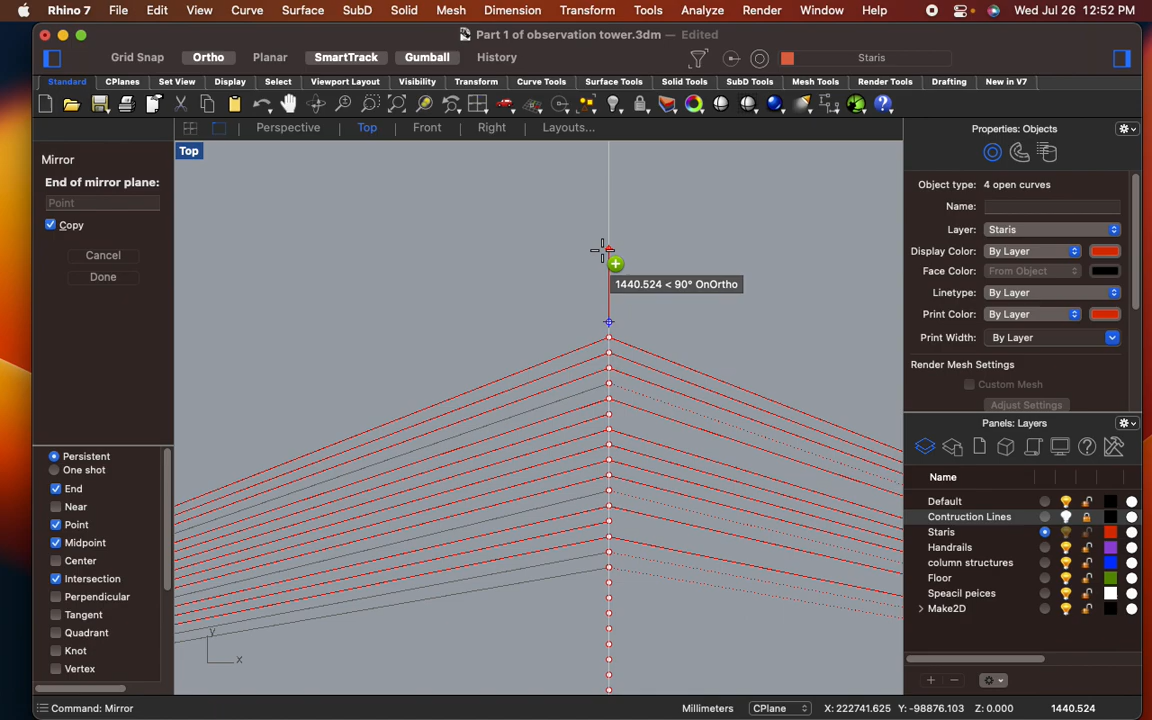 Rhino 7 File Edit View Curve Surface SubD Solid Mesh Dimension Transform Tools Analyze Render Window Help Wed Jul 26 12:52 PM
Part 1 of observation tower.3dm — Edited
Grid Snap Ortho Planar SmartTrack Gumball History Staris
Standard CPlanes Set View Display Select Viewport Layout Visibility Transform Curve Tools Surface Tools Solid Tools SubD Tools Mesh Tools Render Tools Drafting New in V7
Perspective Top Front Right Layouts...
Properties: Objects
Top
Mirror
End of mirror plane:
Point
Copy
Cancel
Done
Object type: 4 open curves
Name:
Layer: Staris
Display Color: By Layer
Face Color: From Object
Linetype: By Layer
Print Color: By Layer
Print Width: By Layer
Render Mesh Settings
Custom Mesh
Adjust Settings
1440.524 < 90° OnOrtho
Panels: Layers
Name
Default
Contruction Lines
Staris
Handrails
column structures
Floor
Speacil peices
Make2D
Persistent
One shot
End
Near
Point
Midpoint
Center
Intersection
Perpendicular
Tangent
Quadrant
Knot
Vertex
y
x
Command: Mirror Millimeters CPlane X: 222741.625 Y: -98876.103 Z: 0.000 1440.524